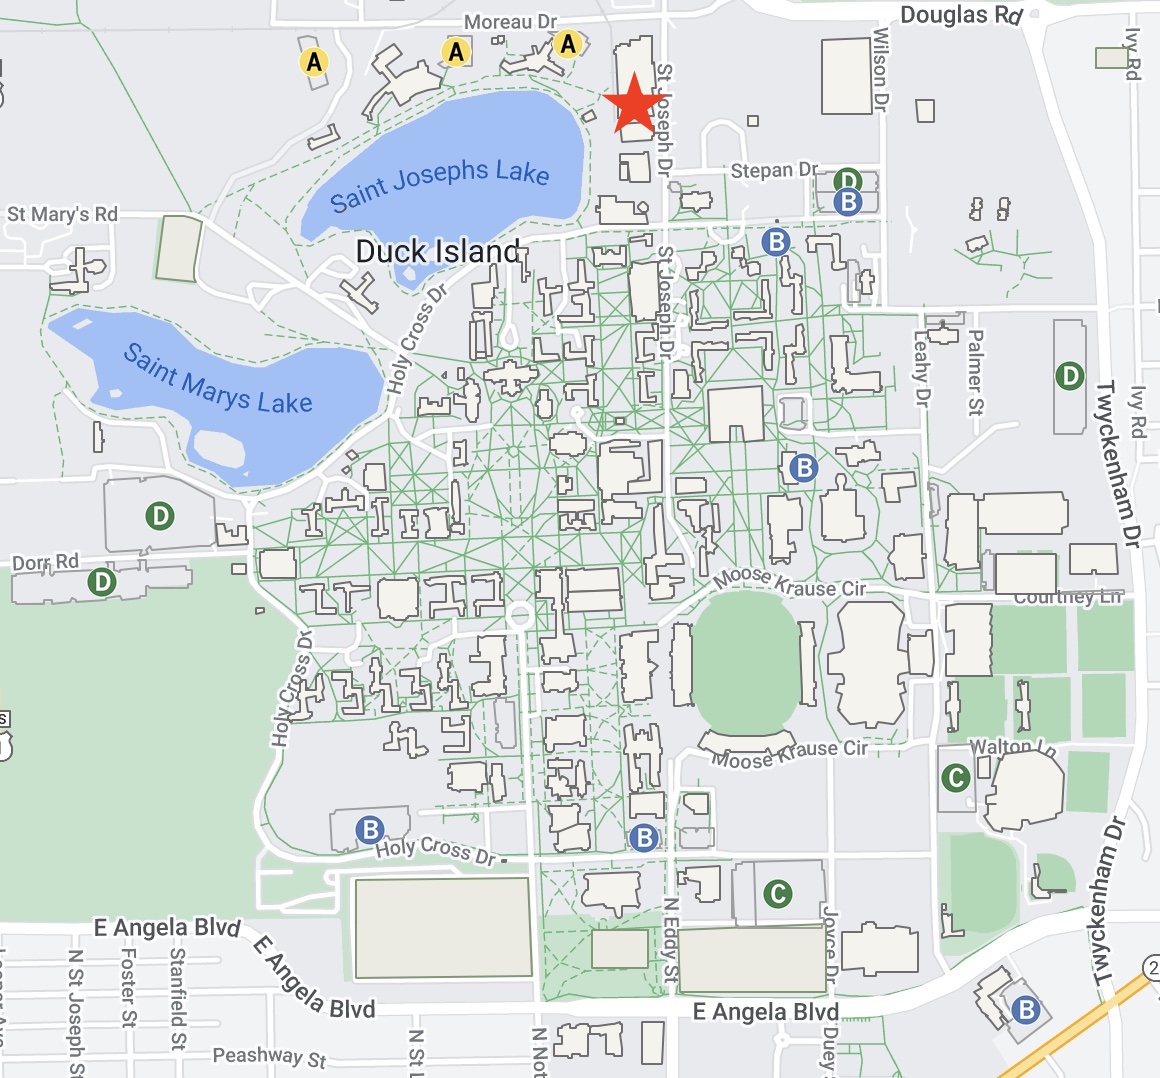 Moreau Dr
Douglas Rd
Wilson Dr
Ivy Rd
A
A
A
St Joseph Dr
Saint Josephs Lake
Stepan Dr
D
B
St Mary's Rd
Duck Island
B
St Joseph Dr
Holy Cross Dr
Saint Marys Lake
Leahy Dr
Palmer St
D
Twyckenham Dr
Ivy Rd
B
D
Dorr Rd
D
Moose Krause Cir
Courtney Ln
Holy Cross Dr
s
Moose Krause Cir
Walton Ln
C
B
Holy Cross Dr
B
Twyckenham Dr
C
N Eddy St
Joyce Dr
E Angela Blvd
E Angela Blvd
E Angela Blvd
N St Joseph St
Foster St
Stanfield St
2
B
Peashway St
N St L
N Not
Duey S